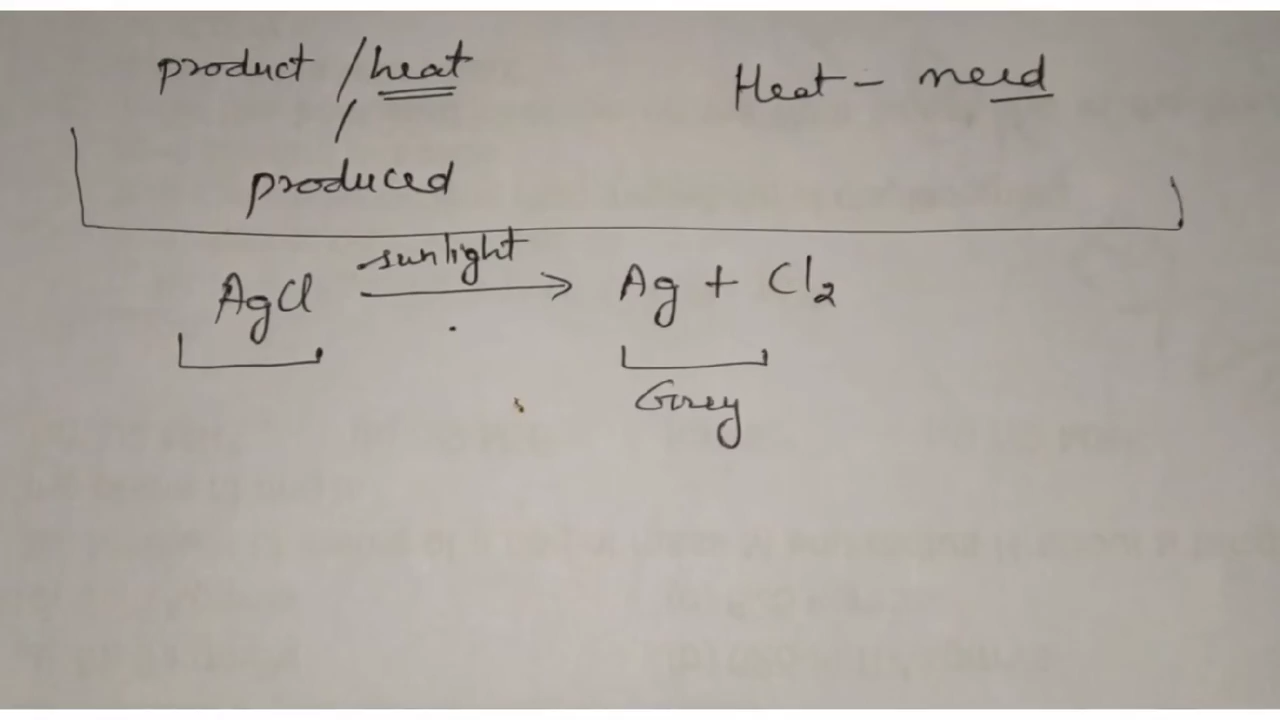 product / heat
Heat - need
/
produced
sunlight
AgCl → Ag + Cl₂
Grey